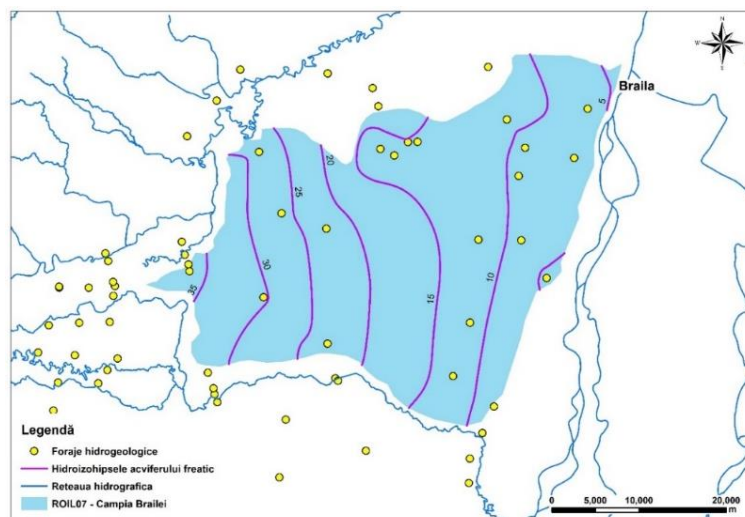 N
W
E
S
Braila
5
20
25
10
30
35
15
Legendă
Foraje hidrogeologice
Hidroizohipsele acviferului freatic
Reteaua hidrografica
ROIL07 - Campia Brailei
0 5,000 10,000 20,000
m